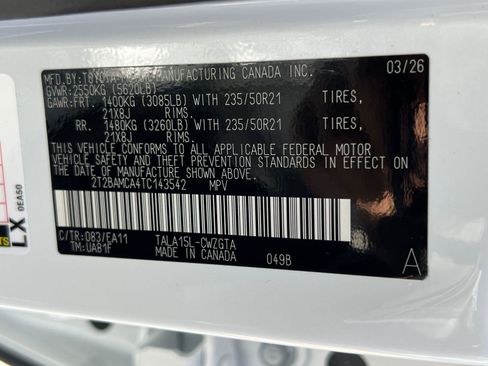 MFD.BY:TOYOTA MOTOR MANUFACTURING CANADA INC. 03/26
GVWR:2550KG (5620LB)
GAWR:FRT. 1400KG (3085LB) WITH 235/50R21 TIRES,
21X8J RIMS.
RR. 1480KG (3260LB) WITH 235/50R21 TIRES,
21X8J RIMS.
THIS VEHICLE CONFORMS TO ALL APPLICABLE FEDERAL MOTOR
VEHICLE SAFETY AND THEFT PREVENTION STANDARDS IN EFFECT ON
THE DATE OF MANUFACTURE SHOWN ABOVE.
2T2BAMCA4TC143542 MPV
C/TR:083/EA11 TALA15L-CWZGTA
TM:UA81F MADE IN CANADA 049B A
LX 0EA50